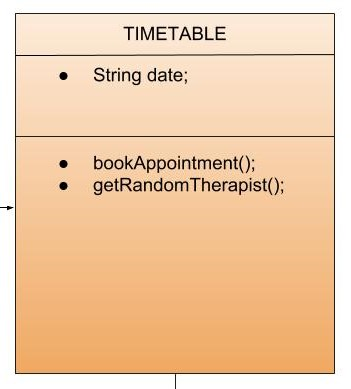 TIMETABLE
● String date;
● bookAppointment();
● getRandomTherapist();